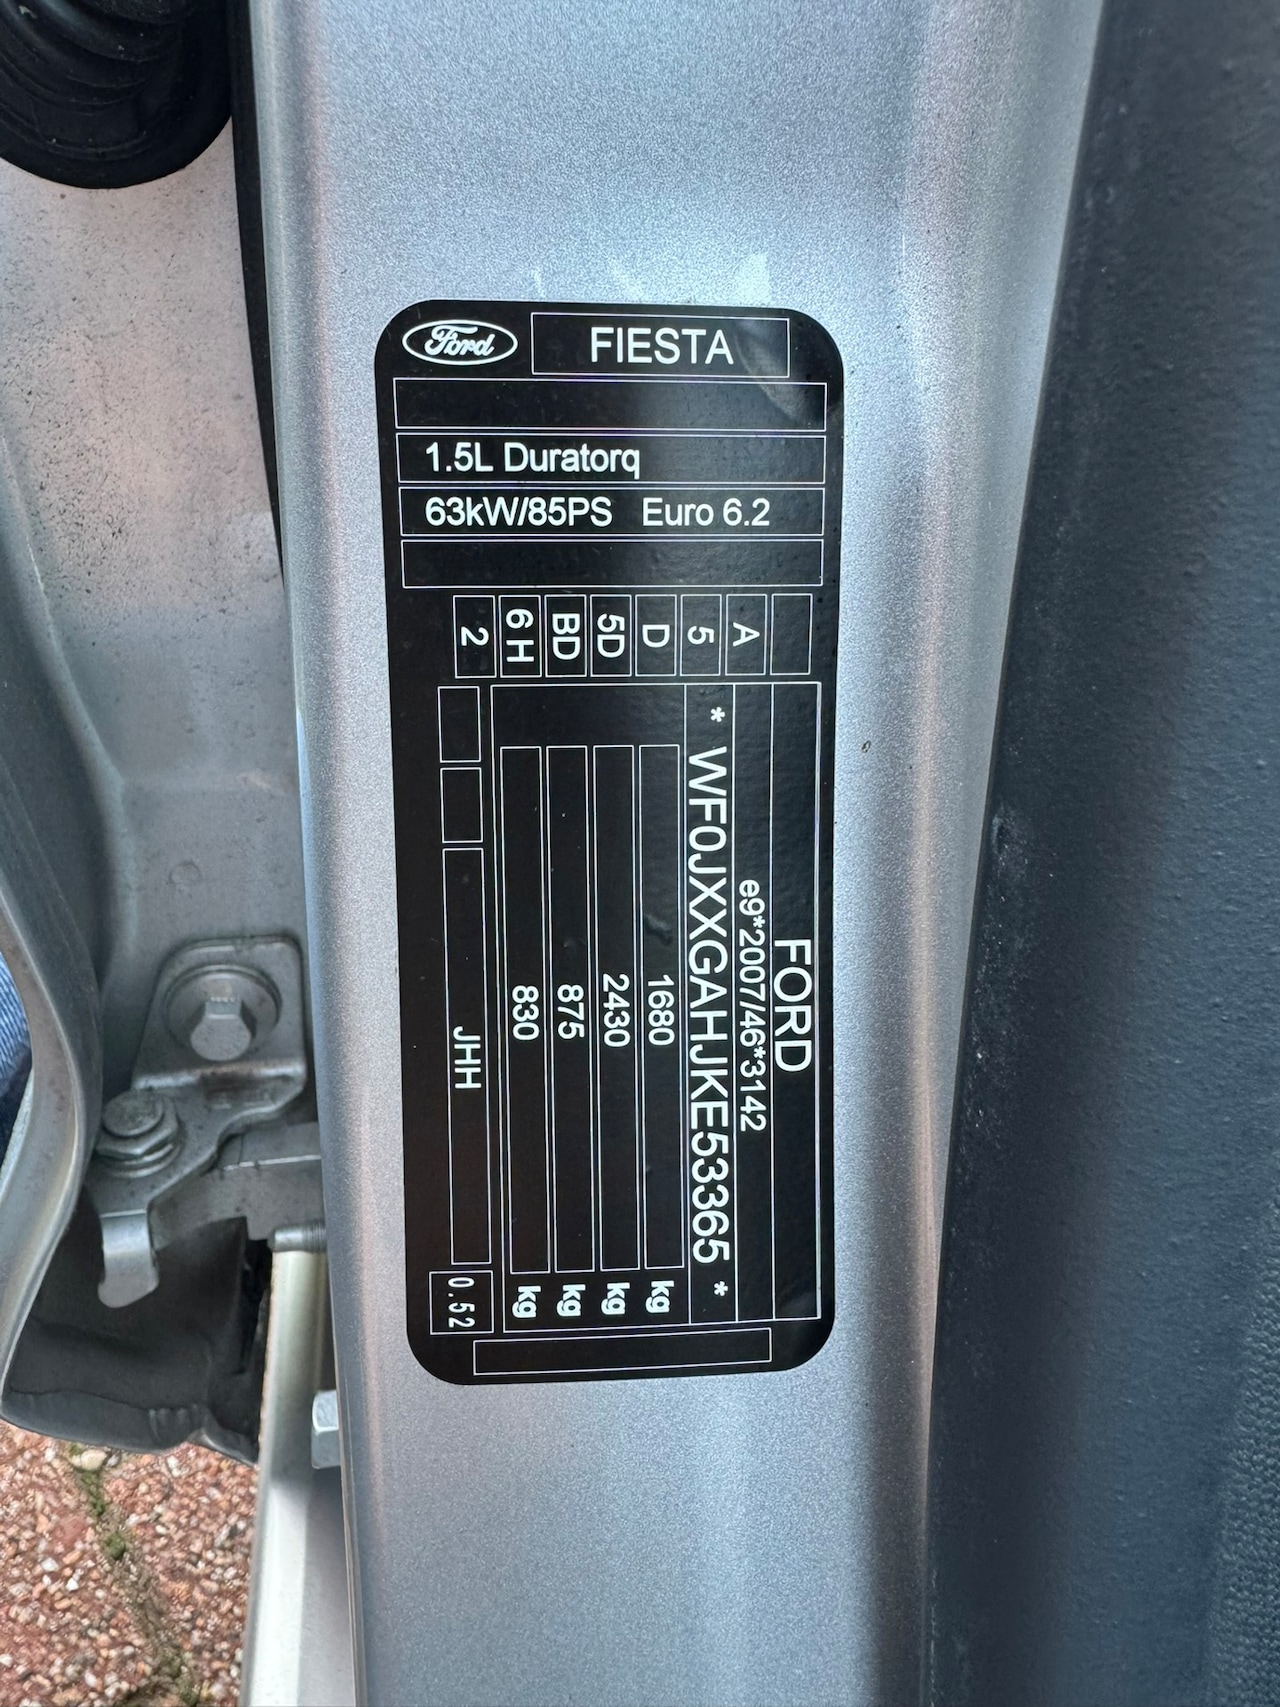 Ford FIESTA
1.5L Duratorq
63kW/85PS Euro 6.2
FORD
e9*2007/46*3142
* WF0JXXGAHJKE53365 *
1680 kg
2430 kg
875 kg
830 kg
A
5
D
5D
BD
6 H
2
JHH
0.52